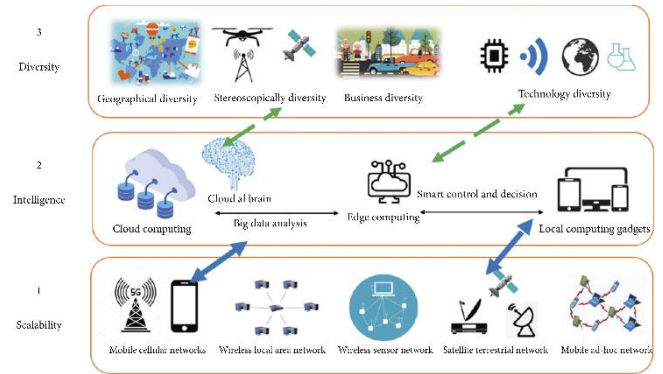 3
Diversity
Geographical diversity
Stereoscopically diversity
Business diversity
Technology diversity
2
Intelligence
Cloud computing
Cloud al brain
Big data analysis
Edge computing
Smart control and decision
Local computing gadgets
1
Scalability
5G
Mobile cellular networks
Wireless local area network
Wireless sensor network
Satellite terrestrial network
Mobile ad-hoc network